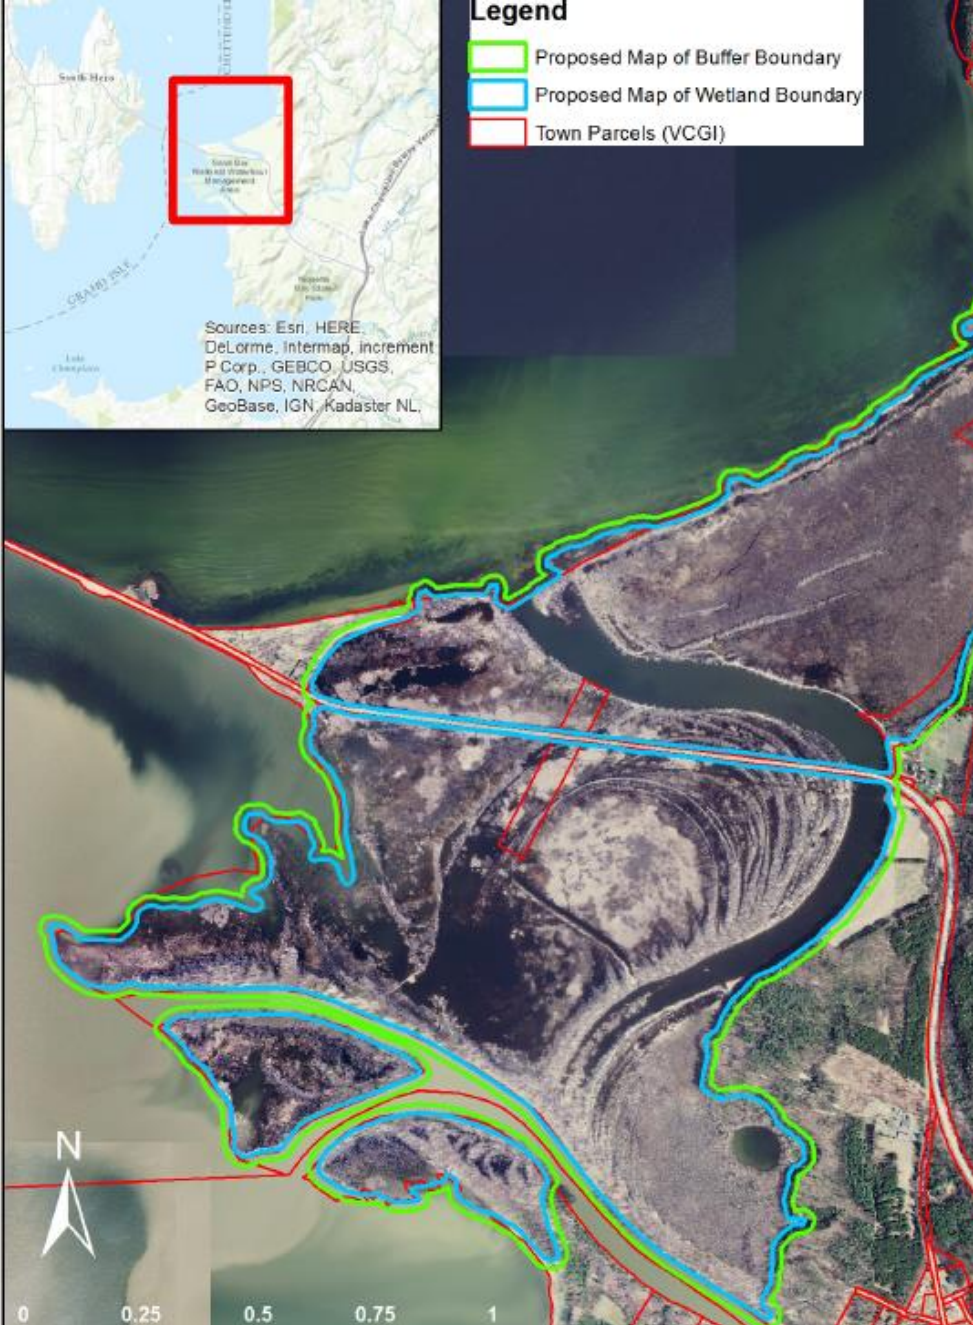 Legend
Proposed Map of Buffer Boundary
Proposed Map of Wetland Boundary
Town Parcels (VCGI)
South Hero
GRAND ISLE
Lake
Champlain
Sources: Esri, HERE,
DeLorme, Intermap, increment
P Corp., GEBCO, USGS,
FAO, NPS, NRCAN,
GeoBase, IGN, Kadaster NL,
N
0 0.25 0.5 0.75 1